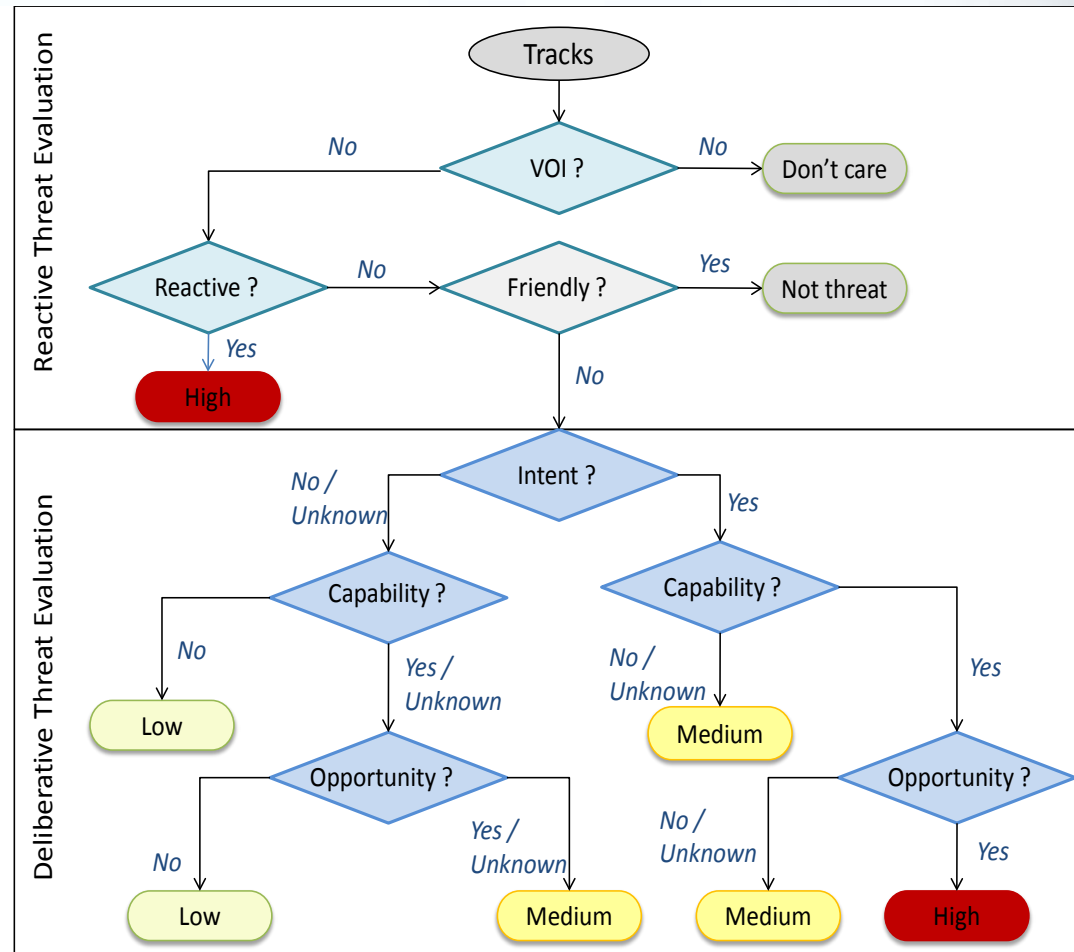 Reactive Threat Evaluation
Tracks
No
VOI ?
No
Don't care
Reactive ?
No
Friendly ?
Yes
Not threat
Yes
High
No
Deliberative Threat Evaluation
Intent ?
No /
Unknown
Yes
Capability ?
Capability ?
No
Yes /
Unknown
No /
Unknown
Yes
Low
Medium
Opportunity ?
Opportunity ?
No
Yes /
Unknown
No /
Unknown
Yes
Low
Medium
Medium
High